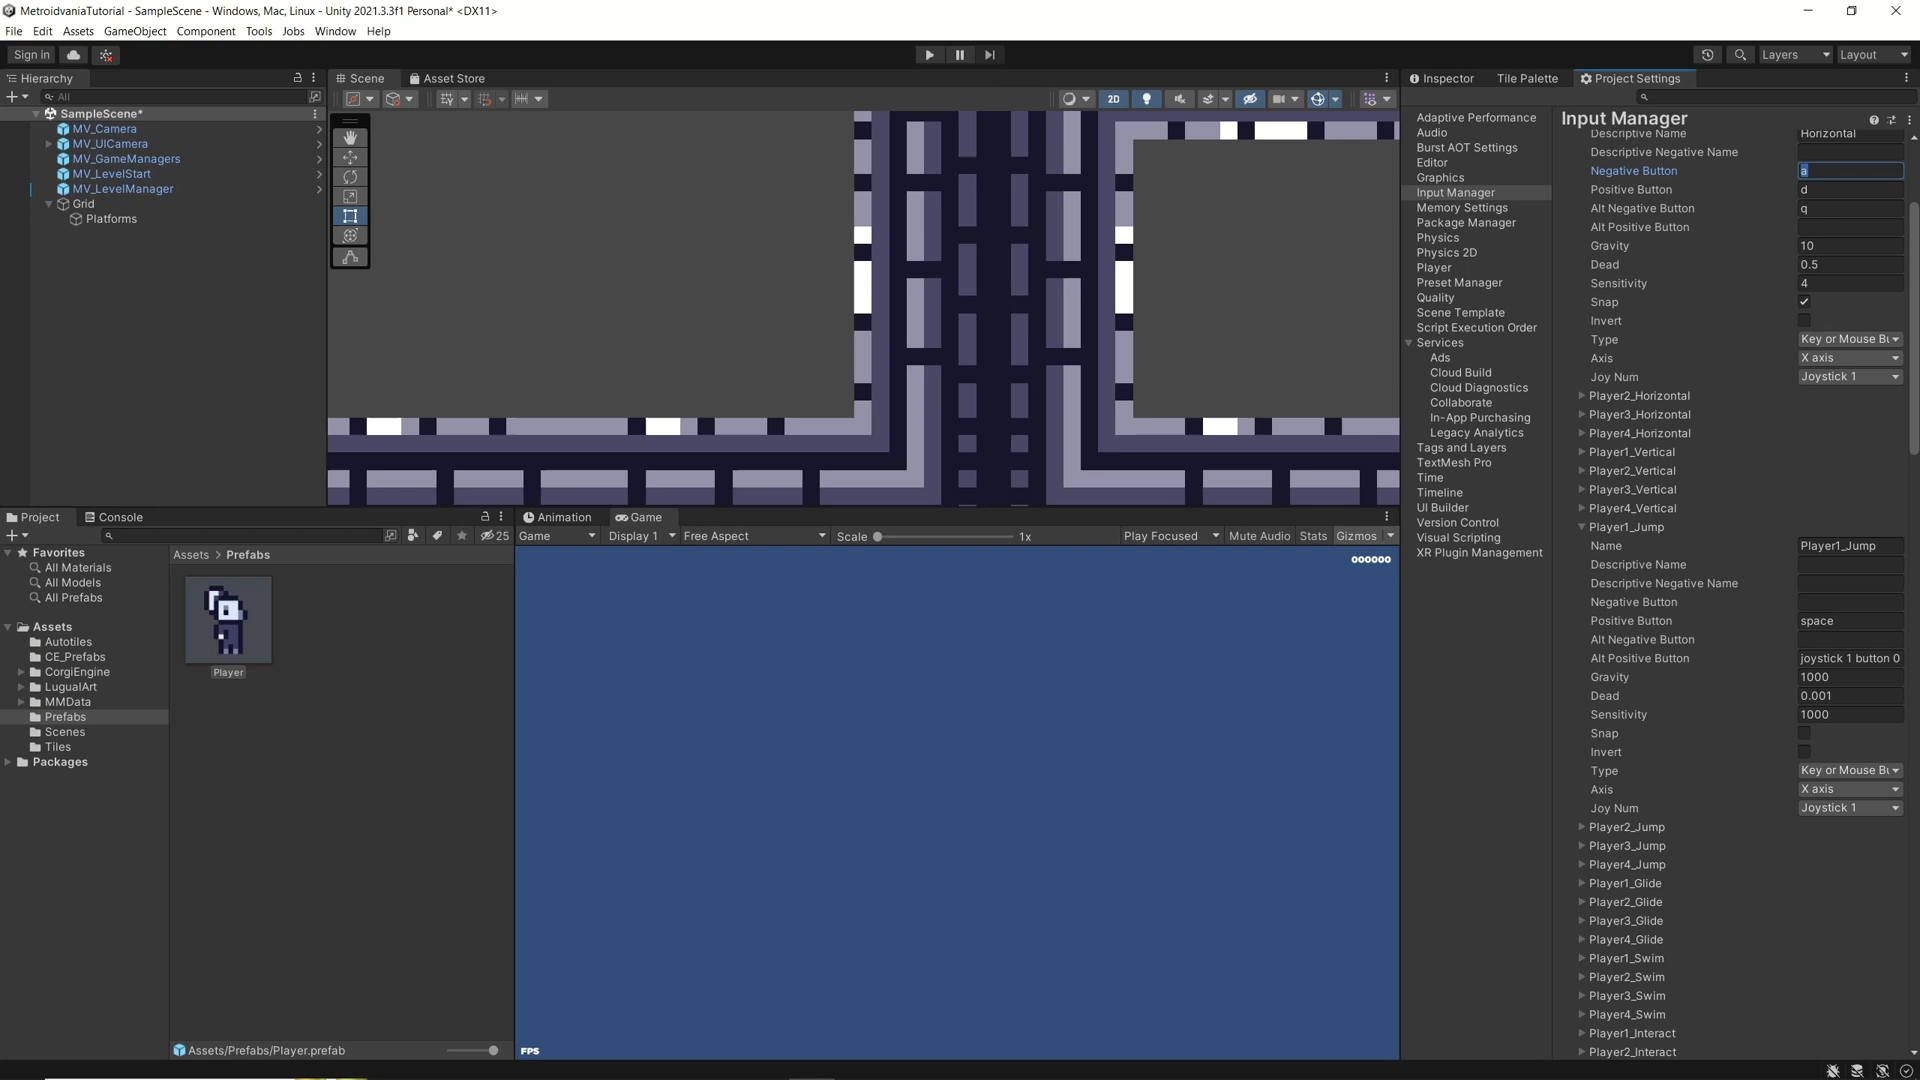 MetroidvaniaTutorial - SampleScene - Windows, Mac, Linux - Unity 2021.3.3f1 Personal* <DX11>
File Edit Assets GameObject Component Tools Jobs Window Help
Sign in
Layers
Layout
Hierarchy
All
SampleScene*
MV_Camera
MV_UICamera
MV_GameManagers
MV_LevelStart
MV_LevelManager
Grid
Platforms
Scene
Asset Store
2D
Inspector
Tile Palette
Project Settings
Adaptive Performance
Audio
Burst AOT Settings
Editor
Graphics
Input Manager
Memory Settings
Package Manager
Physics
Physics 2D
Player
Preset Manager
Quality
Scene Template
Script Execution Order
Services
Ads
Cloud Build
Cloud Diagnostics
Collaborate
In-App Purchasing
Legacy Analytics
Tags and Layers
TextMesh Pro
Time
Timeline
UI Builder
Version Control
Visual Scripting
XR Plugin Management
Input Manager
Descriptive Name Horizontal
Descriptive Negative Name
Negative Button a
Positive Button d
Alt Negative Button q
Alt Positive Button
Gravity 10
Dead 0.5
Sensitivity 4
Snap
Invert
Type Key or Mouse Bu
Axis X axis
Joy Num Joystick 1
Player2_Horizontal
Player3_Horizontal
Player4_Horizontal
Player1_Vertical
Player2_Vertical
Player3_Vertical
Player4_Vertical
Player1_Jump
Name Player1_Jump
Descriptive Name
Descriptive Negative Name
Negative Button
Positive Button space
Alt Negative Button
Alt Positive Button joystick 1 button 0
Gravity 1000
Dead 0.001
Sensitivity 1000
Snap
Invert
Type Key or Mouse Bu
Axis X axis
Joy Num Joystick 1
Player2_Jump
Player3_Jump
Player4_Jump
Player1_Glide
Player2_Glide
Player3_Glide
Player4_Glide
Player1_Swim
Player2_Swim
Player3_Swim
Player4_Swim
Player1_Interact
Player2_Interact
Project
Console
25
Favorites
All Materials
All Models
All Prefabs
Assets
Autotiles
CE_Prefabs
CorgiEngine
LugualArt
MMData
Prefabs
Scenes
Tiles
Packages
Assets > Prefabs
Player
Assets/Prefabs/Player.prefab
Animation
Game
Game Display 1 Free Aspect Scale 1x Play Focused Mute Audio Stats Gizmos
000000
FPS